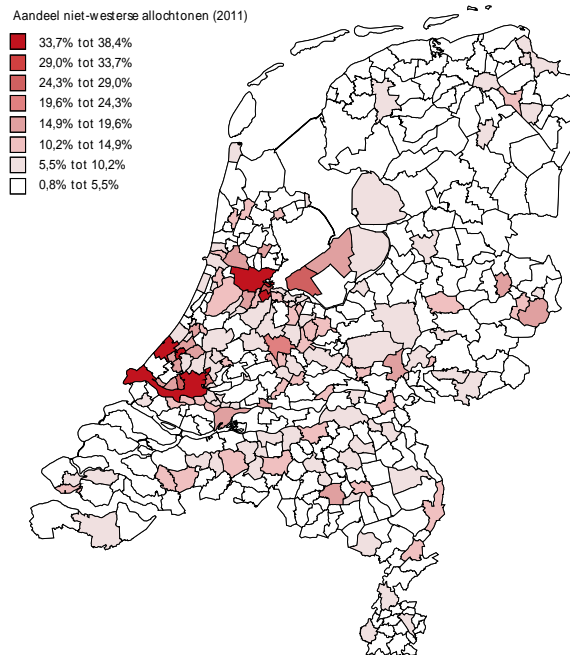 Aandeel niet-westerse allochtonen (2011)
33,7% tot 38,4%
29,0% tot 33,7%
24,3% tot 29,0%
19,6% tot 24,3%
14,9% tot 19,6%
10,2% tot 14,9%
5,5% tot 10,2%
0,8% tot 5,5%